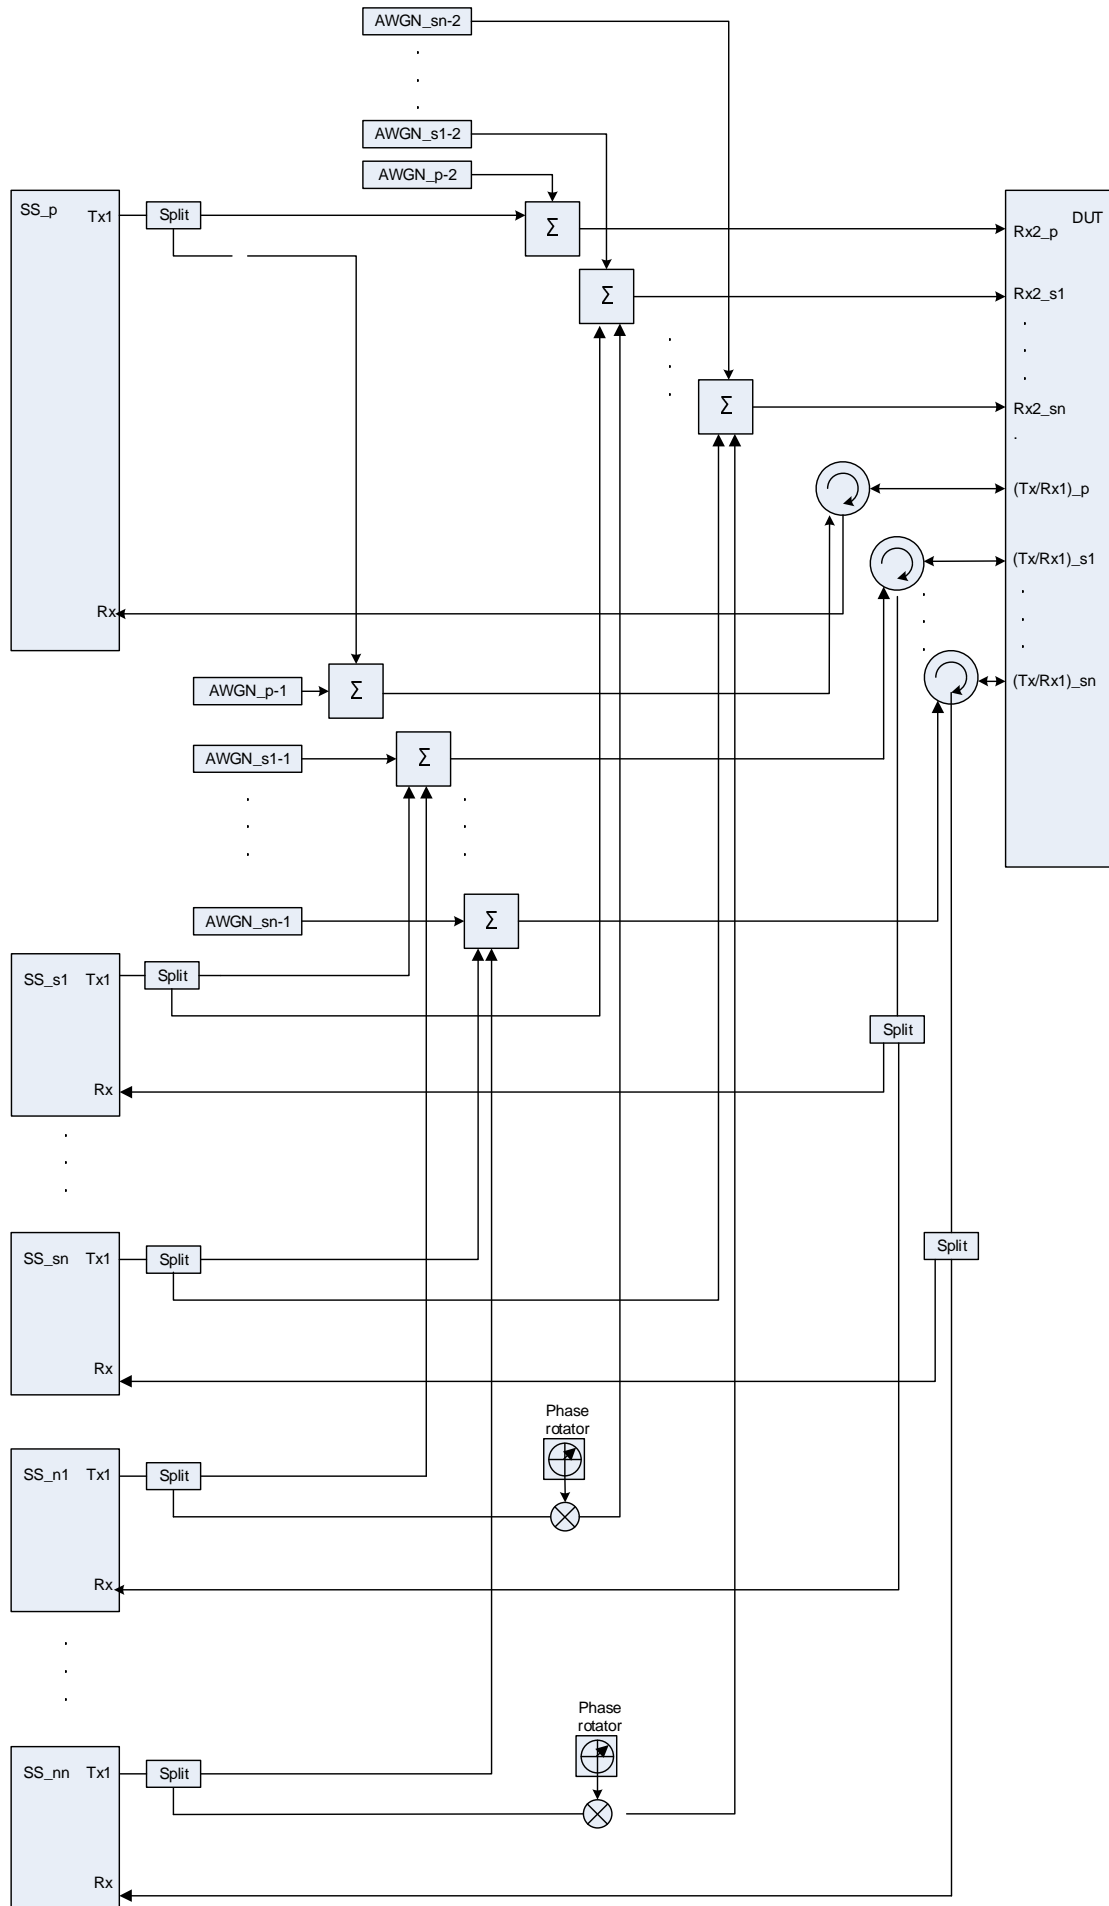 AWGN_sn-2
AWGN_s1-2
AWGN_p-2
SS_p
Tx1
Split
Σ
DUT
Rx2_p
Σ
Rx2_s1
Σ
Rx2_sn
(Tx/Rx1)_p
(Tx/Rx1)_s1
Rx
AWGN_p-1
Σ
(Tx/Rx1)_sn
AWGN_s1-1
Σ
AWGN_sn-1
Σ
SS_s1
Tx1
Split
Split
Rx
SS_sn
Tx1
Split
Split
Rx
Phase
rotator
SS_n1
Tx1
Split
Rx
Phase
rotator
SS_nn
Tx1
Split
Rx